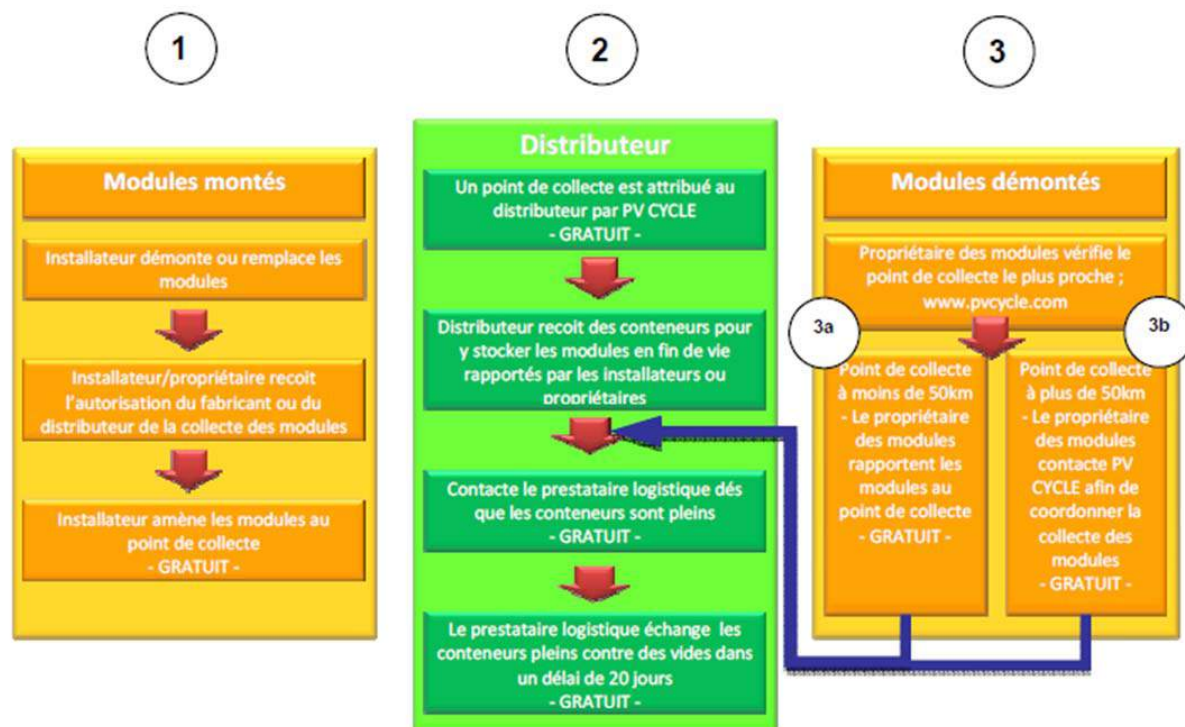 1
2
3
Modules montés
Installateur démonte ou remplace les
modules
Installateur/propriétaire recoit
l'autorisation du fabricant ou du
distributeur de la collecte des modules
Installateur amène les modules au
point de collecte
- GRATUIT -
Distributeur
Un point de collecte est attribué au
distributeur par PV CYCLE
- GRATUIT -
Distributeur recoit des conteneurs pour
y stocker les modules en fin de vie
rapportés par les installateurs ou
propriétaires
Contacte le prestataire logistique dés
que les conteneurs sont pleins
- GRATUIT -
Le prestataire logistique échange les
conteneurs pleins contre des vides dans
un délai de 20 jours
- GRATUIT -
Modules démontés
Propriétaire des modules vérifie le
point de collecte le plus proche ;
www.pvcycle.com
3a
Point de collecte
à moins de 50km
- Le propriétaire
des modules
rapportent les
modules au
point de collecte
- GRATUIT -
3b
Point de collecte
à plus de 50km
- Le propriétaire
des modules
contacte PV
CYCLE afin de
coordonner la
collecte des
modules
- GRATUIT -